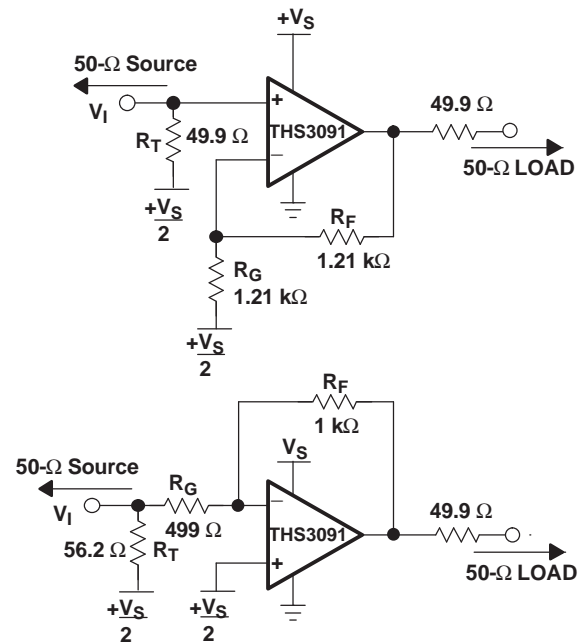 +VS
50-Ω Source
VI
+
THS3091
−
49.9 Ω
RT
49.9 Ω
50-Ω LOAD
+VS
2
RF
1.21 kΩ
RG
1.21 kΩ
+VS
2
RF
1 kΩ
VS
50-Ω Source
RG
VI
499 Ω
−
THS3091
+
49.9 Ω
56.2 Ω
RT
50-Ω LOAD
+VS
2
+VS
2